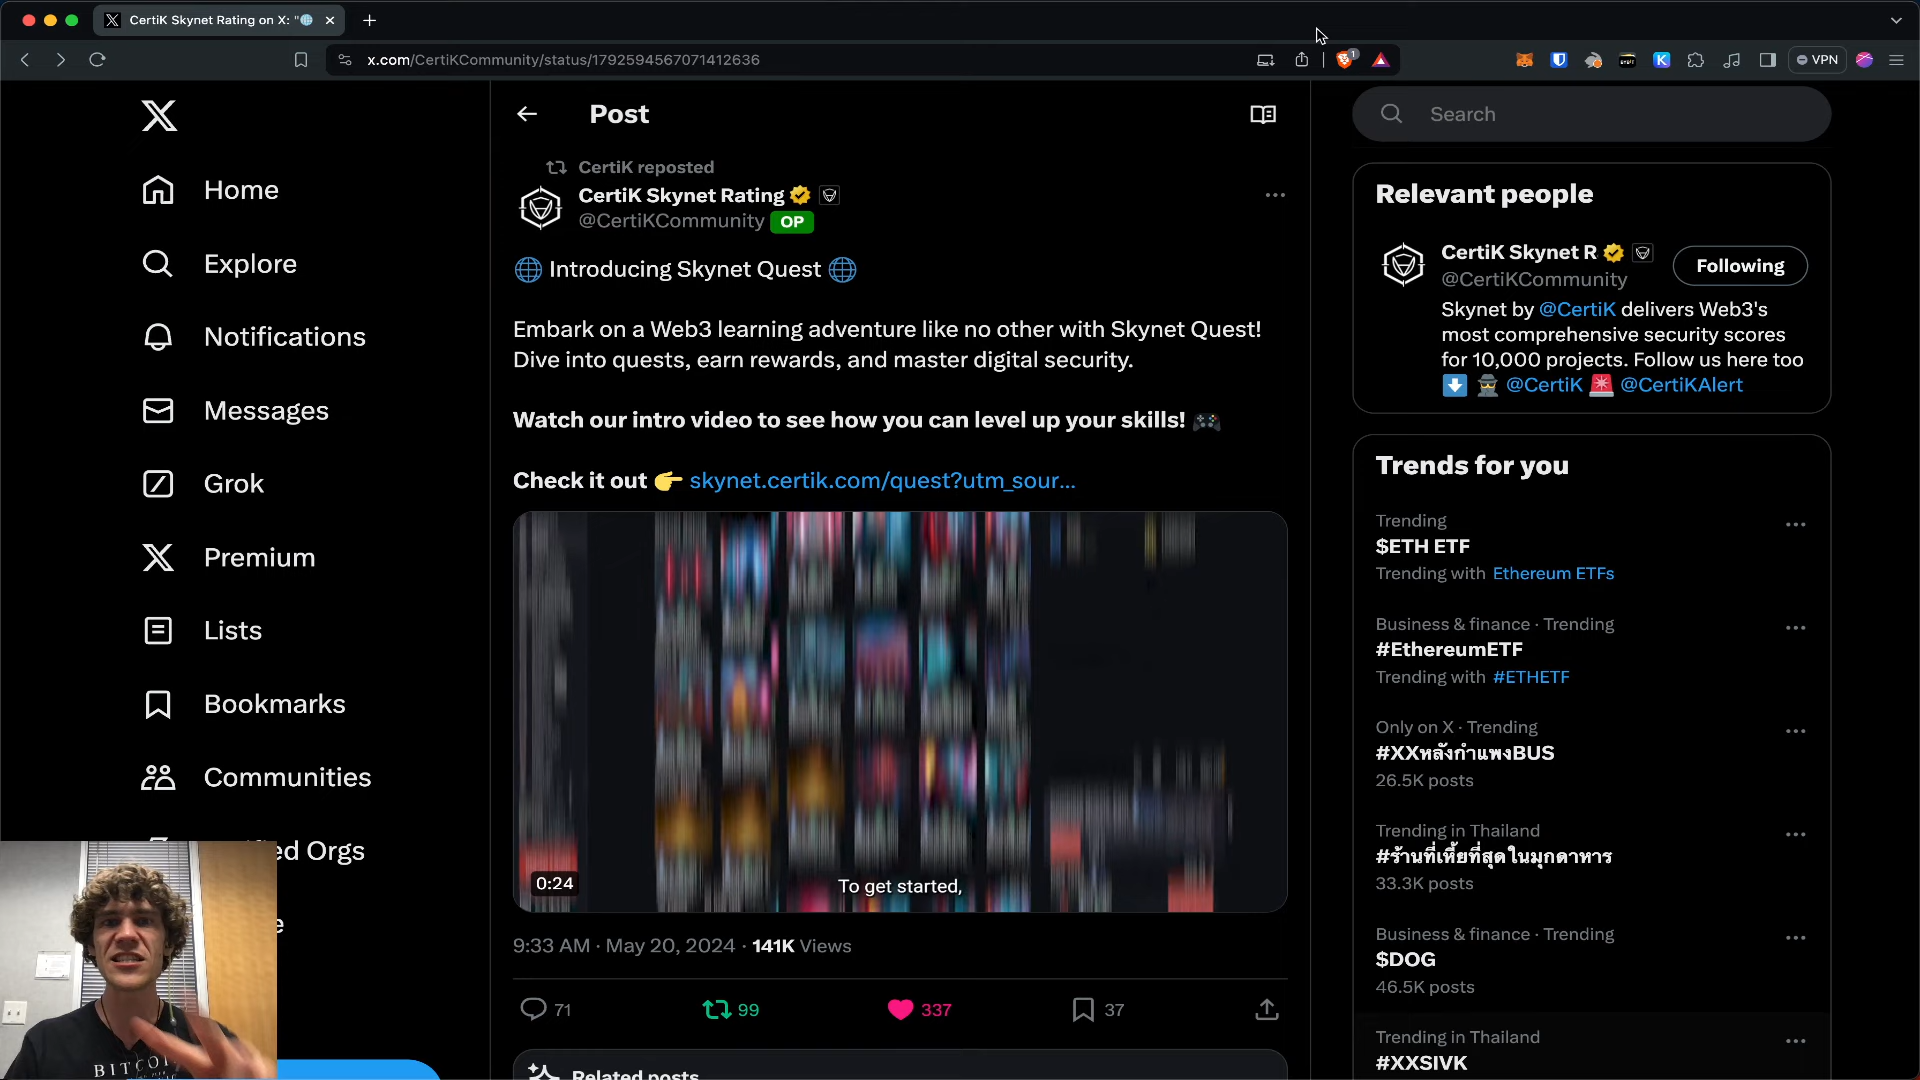 CertiK Skynet Rating on X: "🌐
x.com/CertiKCommunity/status/1792594567071412636
1
VPN
Home
Explore
Notifications
Messages
Grok
Premium
Lists
Bookmarks
Communities
ed Orgs
e
BITCOI
Post
CertiK reposted
CertiK Skynet Rating
@CertiKCommunity OP
🌐 Introducing Skynet Quest 🌐
Embark on a Web3 learning adventure like no other with Skynet Quest!
Dive into quests, earn rewards, and master digital security.
Watch our intro video to see how you can level up your skills! 🎮
Check it out 👉 skynet.certik.com/quest?utm_sour...
0:24
To get started,
9:33 AM · May 20, 2024 · 141K Views
71
99
337
37
Related posts
Search
Relevant people
CertiK Skynet R
@CertiKCommunity
Following
Skynet by @CertiK delivers Web3's
most comprehensive security scores
for 10,000 projects. Follow us here too
⬇️ 🕵️ @CertiK 🚨 @CertiKAlert
Trends for you
Trending
$ETH ETF
Trending with Ethereum ETFs
Business & finance · Trending
#EthereumETF
Trending with #ETHETF
Only on X · Trending
#XXหลังกำแพงBUS
26.5K posts
Trending in Thailand
#ร้านที่เหี้ยที่สุดในมุกดาหาร
33.3K posts
Business & finance · Trending
$DOG
46.5K posts
Trending in Thailand
#XXSIVK